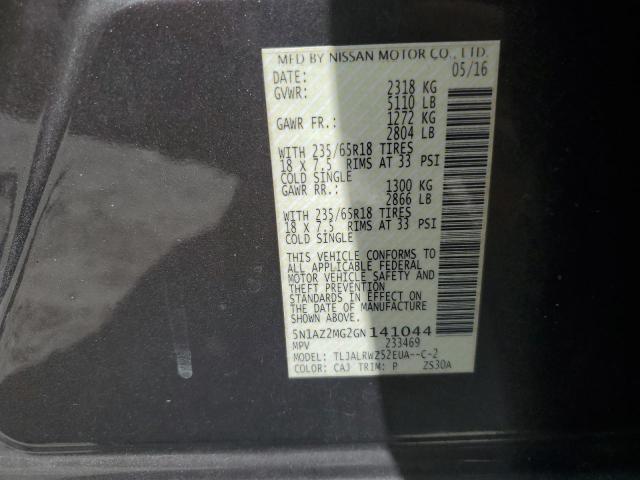 MFD BY NISSAN MOTOR CO., LTD.
DATE: 05/16
GVWR: 2318 KG
5110 LB
GAWR FR.: 1272 KG
2804 LB
WITH 235/65R18 TIRES
18 X 7.5 RIMS AT 33 PSI
COLD SINGLE
GAWR RR.: 1300 KG
2866 LB
WITH 235/65R18 TIRES
18 X 7.5 RIMS AT 33 PSI
COLD SINGLE
THIS VEHICLE CONFORMS TO
ALL APPLICABLE FEDERAL
MOTOR VEHICLE SAFETY AND
THEFT PREVENTION
STANDARDS IN EFFECT ON
THE DATE OF MANUFACTURE
SHOWN ABOVE.
5N1AZ2MG2GN141044
MPV 233469
MODEL: TLJALRWZ52EUA--C-2
COLOR: CAJ TRIM: P ZS30A